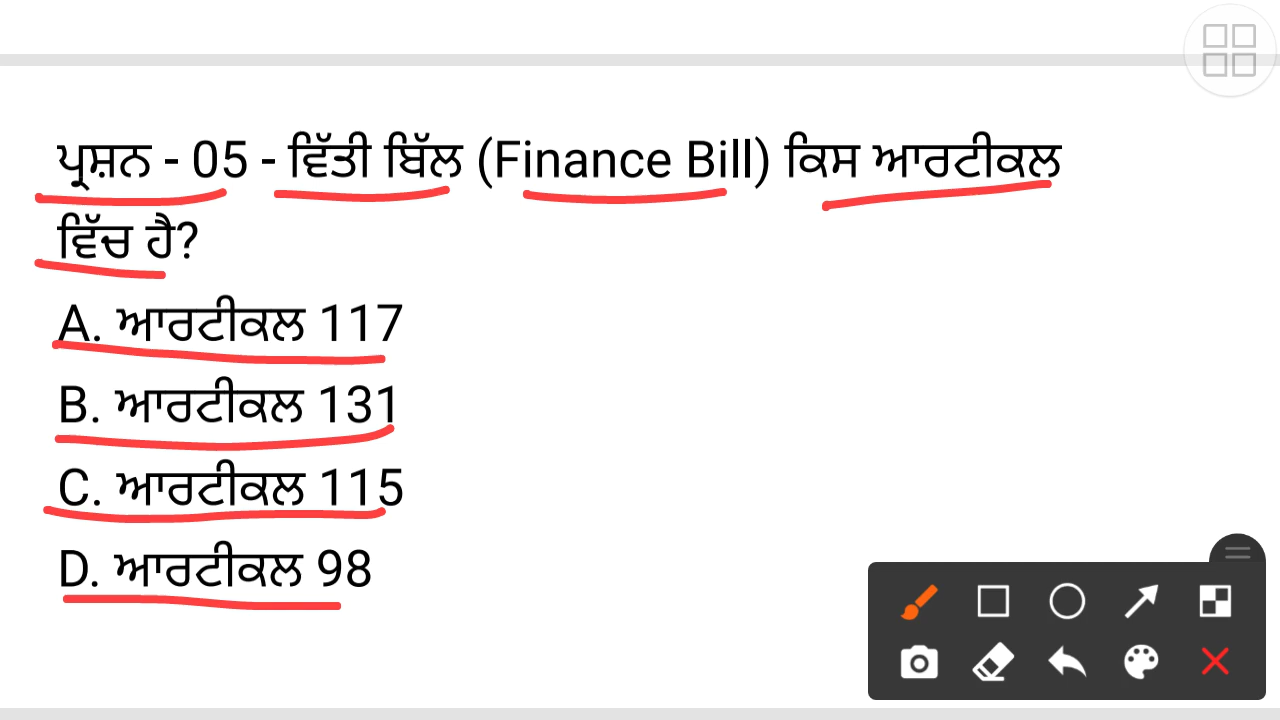 ਪ੍ਰਸ਼ਨ - 05 - ਵਿੱਤੀ ਬਿੱਲ (Finance Bill) ਕਿਸ ਆਰਟੀਕਲ
ਵਿੱਚ ਹੈ?
A. ਆਰਟੀਕਲ 117
B. ਆਰਟੀਕਲ 131
C. ਆਰਟੀਕਲ 115
D. ਆਰਟੀਕਲ 98